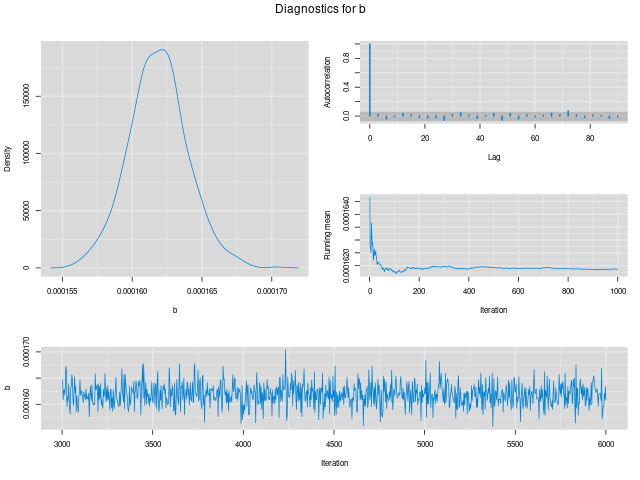 Diagnostics for b
Density
0 50000 100000 150000
0.000155 0.000160 0.000165 0.000170
b
Autocorrelation
0.0 0.4 0.8
0 20 40 60 80
Lag
Running mean
0.0001620 0.0001640
0 200 400 600 800 1000
Iteration
b
0.000160 0.000170
3000 3500 4000 4500 5000 5500 6000
Iteration